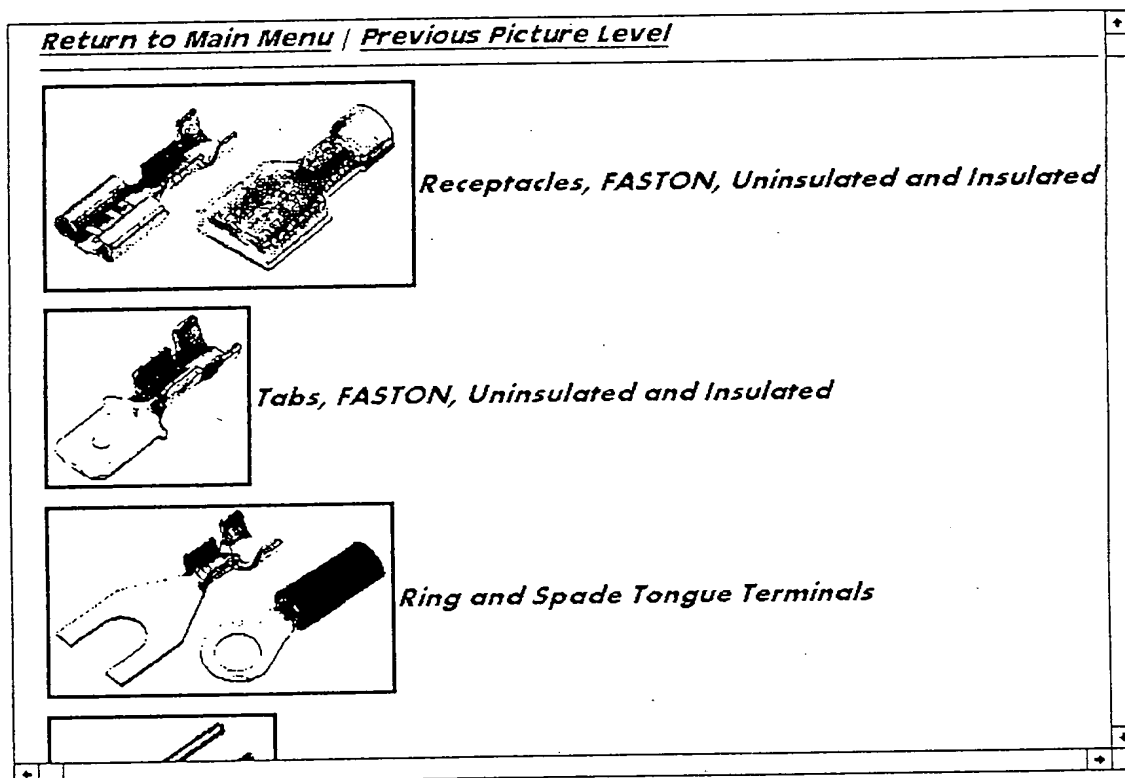 Return to Main Menu | Previous Picture Level
Receptacles, FASTON, Uninsulated and Insulated
Tabs, FASTON, Uninsulated and Insulated
Ring and Spade Tongue Terminals